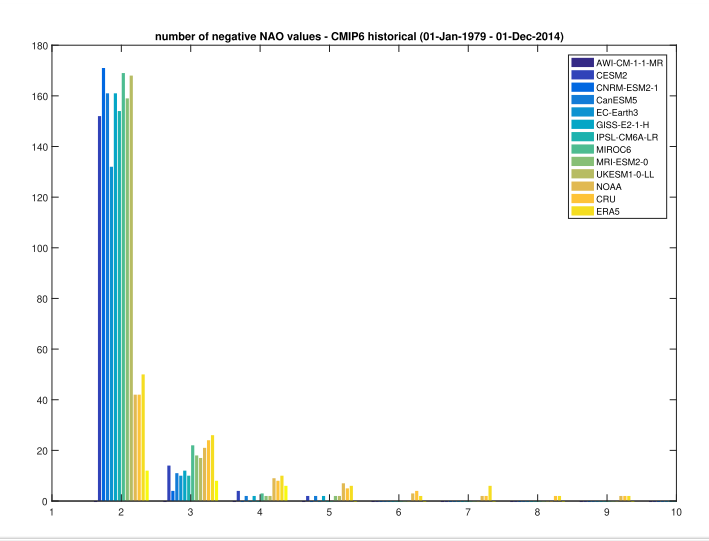 number of negative NAO values - CMIP6 historical (01-Jan-1979 - 01-Dec-2014)
180
160
140
120
100
80
60
40
20
0
1 2 3 4 5 6 7 8 9 10
AWI-CM-1-1-MR
CESM2
CNRM-ESM2-1
CanESM5
EC-Earth3
GISS-E2-1-H
IPSL-CM6A-LR
MIROC6
MRI-ESM2-0
UKESM1-0-LL
NOAA
CRU
ERA5